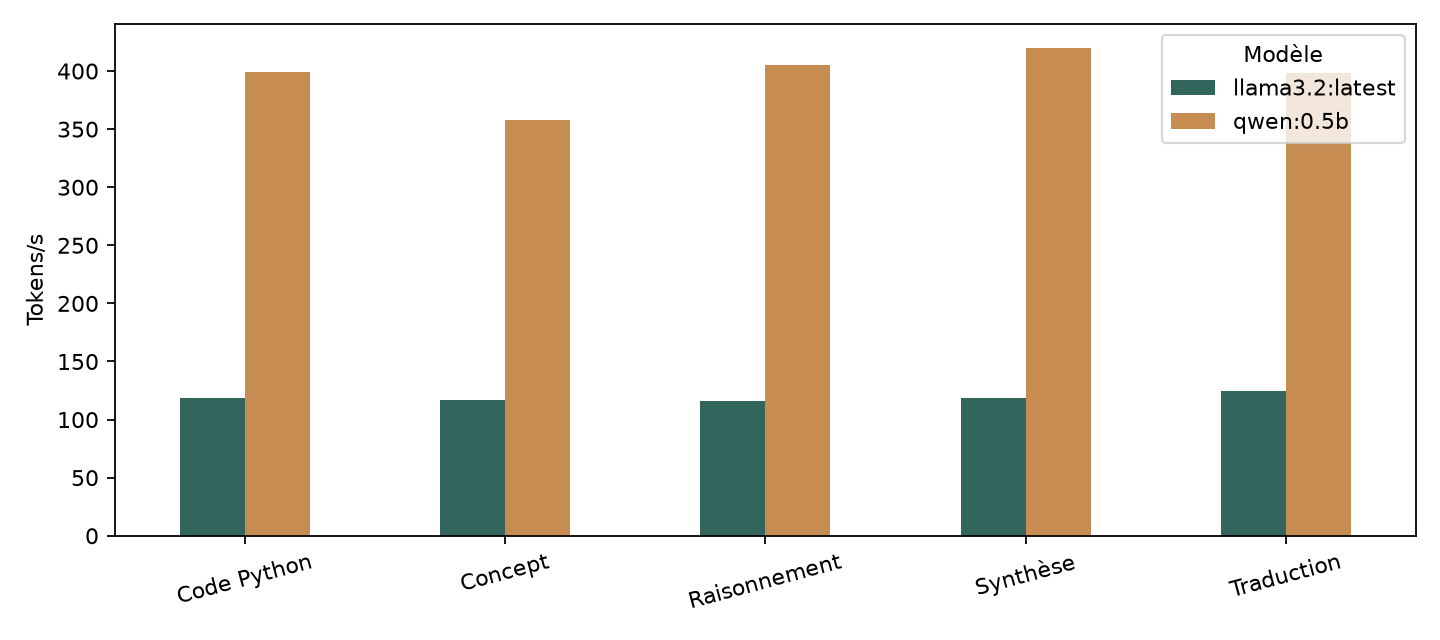 Tokens/s
400
350
300
250
200
150
100
50
0
Modèle
llama3.2:latest
qwen:0.5b
Code Python
Concept
Raisonnement
Synthèse
Traduction